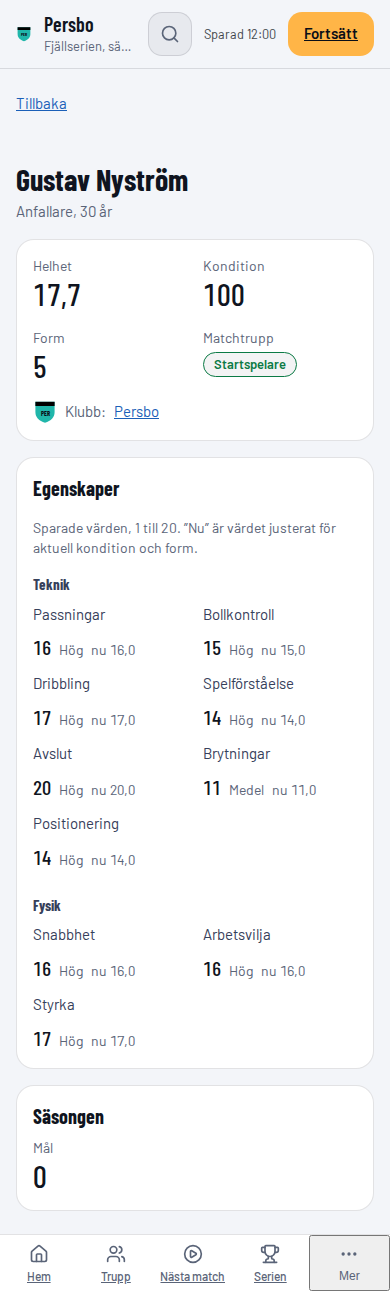 PER
Persbo
Fjällserien, sä...
Sparad 12:00
Fortsätt
Tillbaka
Gustav Nyström
Anfallare, 30 år
Helhet
Kondition
17,7
100
Form
Matchtrupp
5
Startspelare
PER
Klubb: Persbo
Egenskaper
Sparade värden, 1 till 20. ”Nu” är värdet justerat för
aktuell kondition och form.
Teknik
Passningar
Bollkontroll
16 Hög nu 16,0
15 Hög nu 15,0
Dribbling
Spelförståelse
17 Hög nu 17,0
14 Hög nu 14,0
Avslut
Brytningar
20 Hög nu 20,0
11 Medel nu 11,0
Positionering
14 Hög nu 14,0
Fysik
Snabbhet
Arbetsvilja
16 Hög nu 16,0
16 Hög nu 16,0
Styrka
17 Hög nu 17,0
Säsongen
Mål
0
Hem
Trupp
Nästa match
Serien
Mer